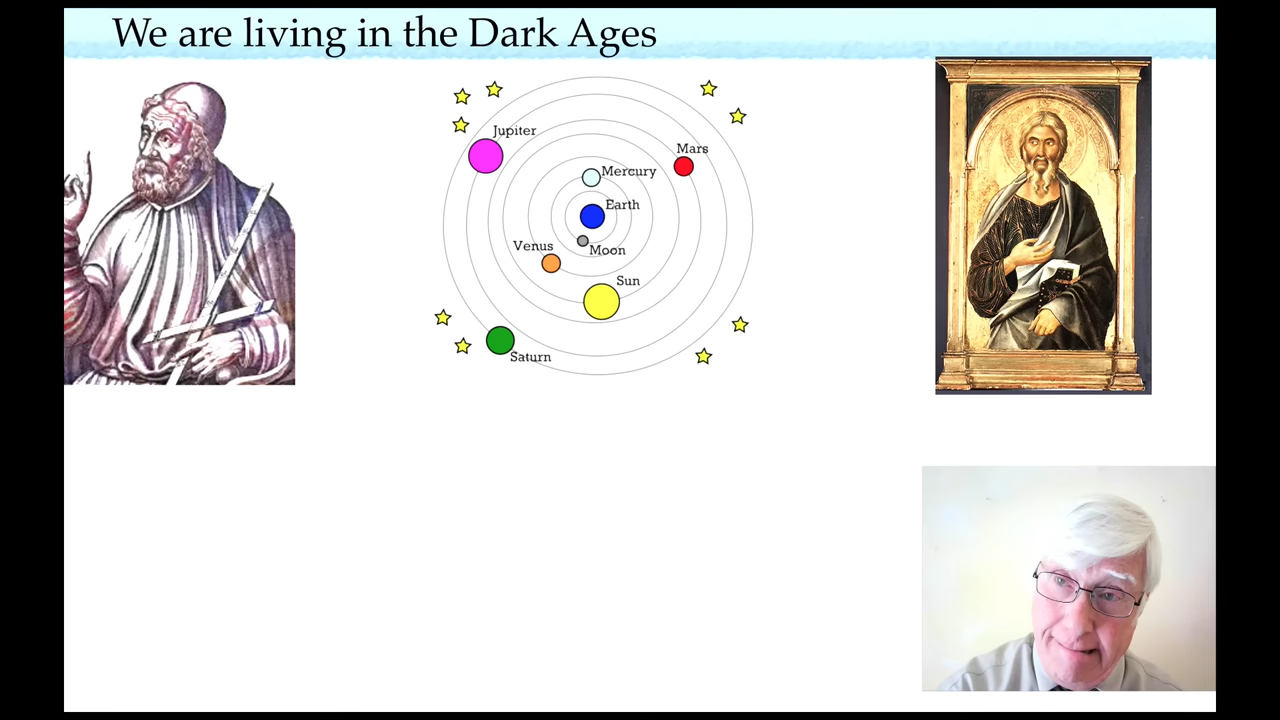 We are living in the Dark Ages
Jupiter
Mars
Mercury
Earth
Venus
Moon
Sun
Saturn